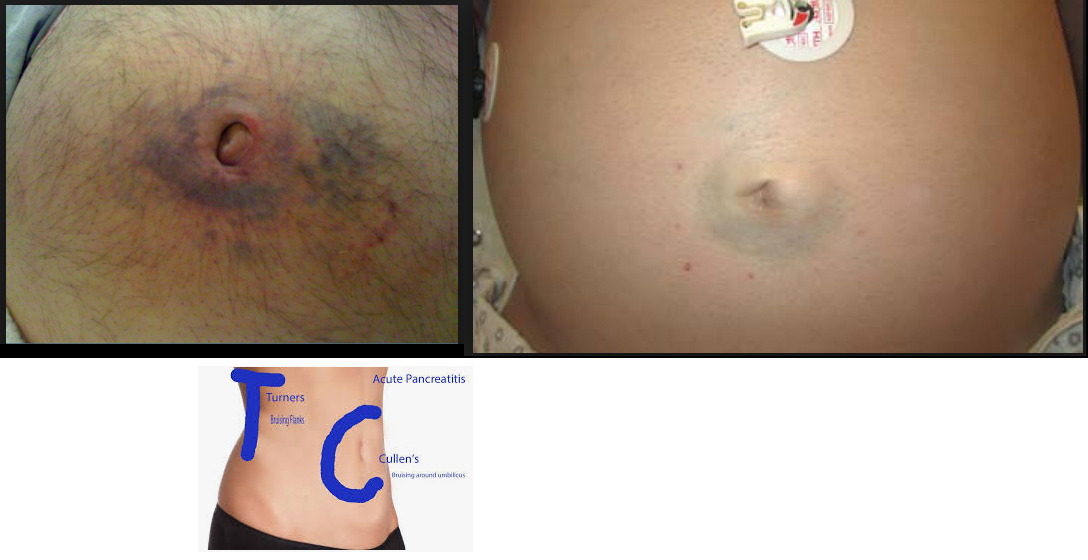 Acute Pancreatitis
T
Turners
Bruising Flanks
C
Cullen's
Bruising around umbilicus